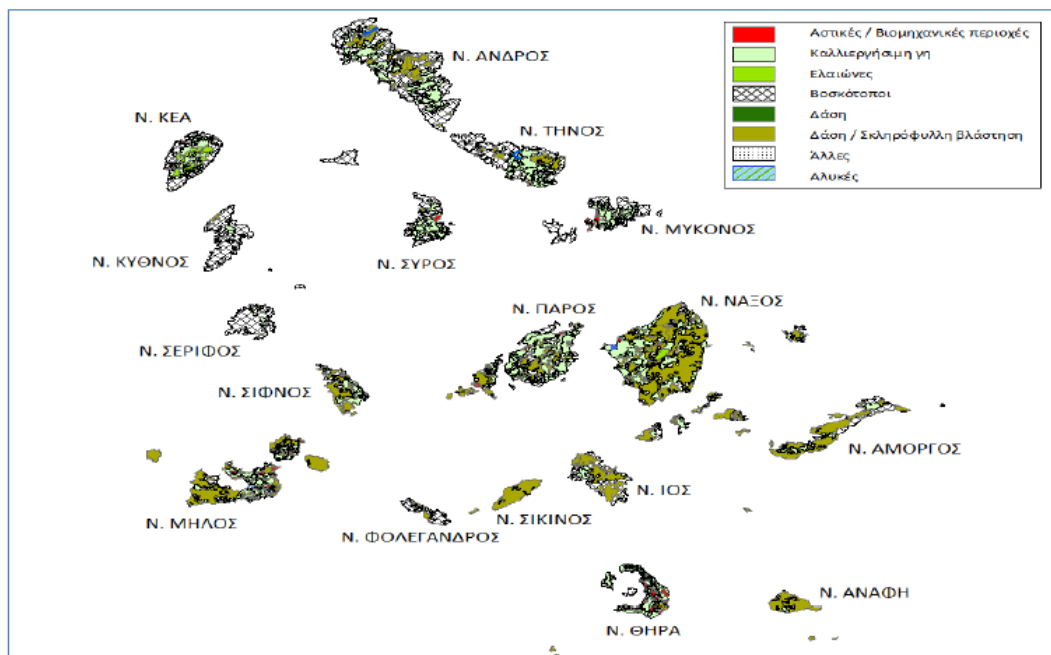 Αστικές / Βιομηχανικές περιοχές
Καλλιεργήσιμη γη
Ελαιώνες
Βοσκότοποι
Δάση
Δάση / Σκληρόφυλλη βλάστηση
Άλλες
Αλυκές
Ν. ΑΝΔΡΟΣ
Ν. ΚΕΑ
Ν. ΤΗΝΟΣ
Ν. ΜΥΚΟΝΟΣ
Ν. ΚΥΘΝΟΣ
Ν. ΣΥΡΟΣ
Ν. ΠΑΡΟΣ
Ν. ΝΑΞΟΣ
Ν. ΣΕΡΙΦΟΣ
Ν. ΣΙΦΝΟΣ
Ν. ΑΜΟΡΓΟΣ
Ν. ΙΟΣ
Ν. ΜΗΛΟΣ
Ν. ΣΙΚΙΝΟΣ
Ν. ΦΟΛΕΓΑΝΔΡΟΣ
Ν. ΑΝΑΦΗ
Ν. ΘΗΡΑ